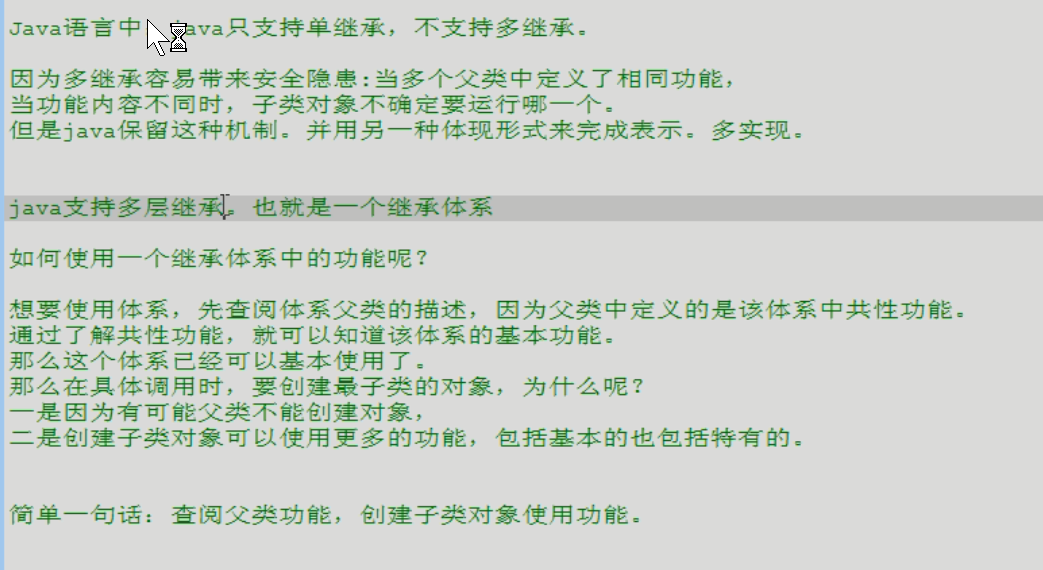 Java语言中 ava只支持单继承，不支持多继承。
因为多继承容易带来安全隐患:当多个父类中定义了相同功能，
当功能内容不同时，子类对象不确定要运行哪一个。
但是java保留这种机制。并用另一种体现形式来完成表示。多实现。
java支持多层继承。也就是一个继承体系
如何使用一个继承体系中的功能呢？
想要使用体系，先查阅体系父类的描述，因为父类中定义的是该体系中共性功能。
通过了解共性功能，就可以知道该体系的基本功能。
那么这个体系已经可以基本使用了。
那么在具体调用时，要创建最子类的对象，为什么呢？
一是因为有可能父类不能创建对象，
二是创建子类对象可以使用更多的功能，包括基本的也包括特有的。
简单一句话：查阅父类功能，创建子类对象使用功能。